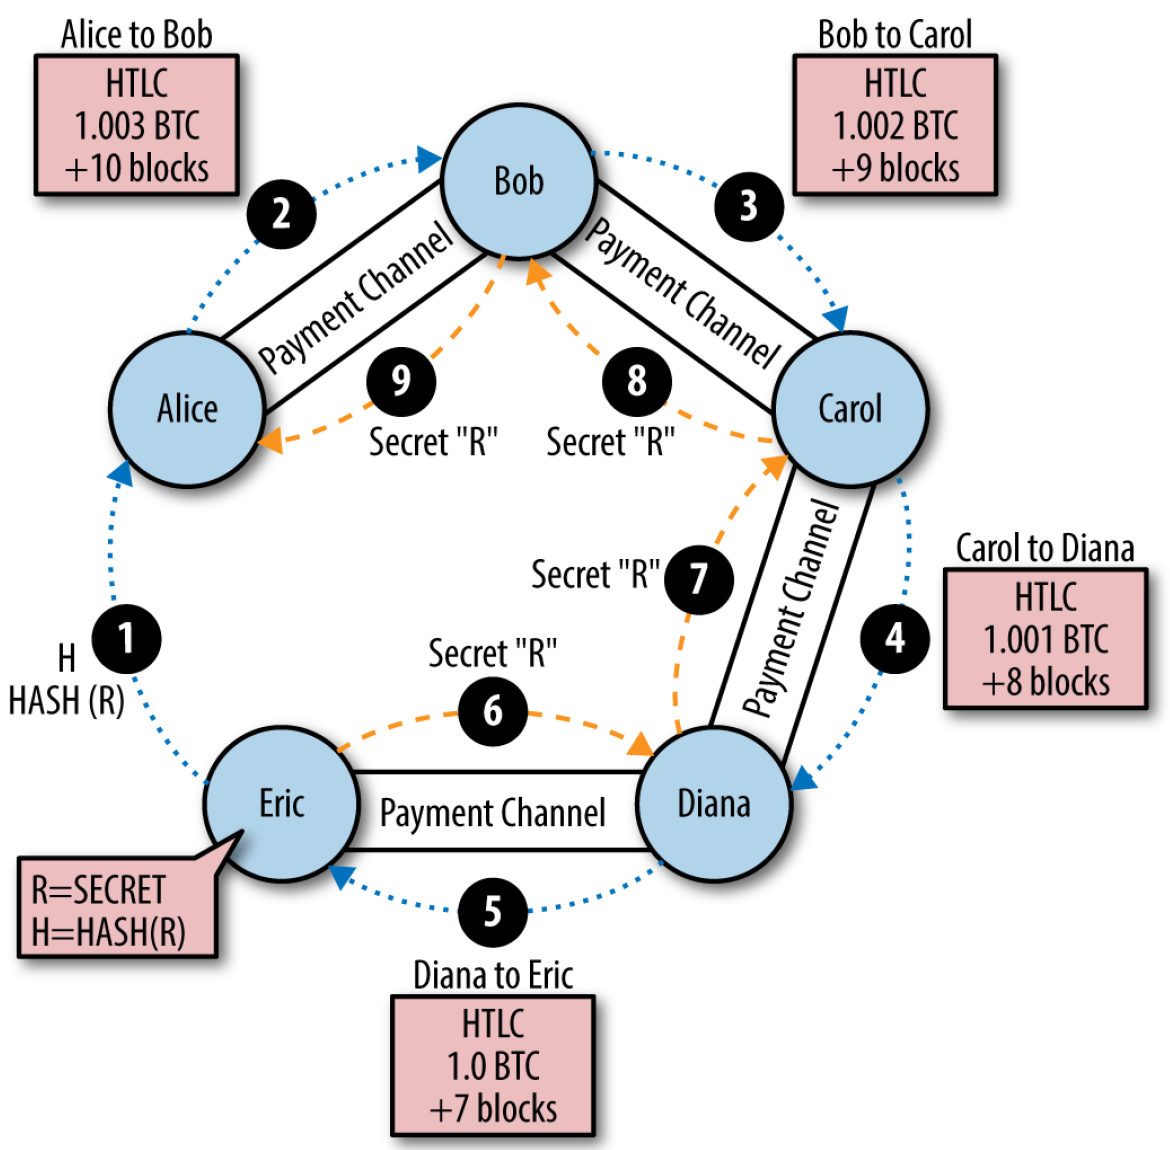 Alice to Bob
HTLC
1.003 BTC
+10 blocks
Bob to Carol
HTLC
1.002 BTC
+9 blocks
Bob
2
3
Payment Channel
Payment Channel
9
8
Alice
Carol
Secret "R"
Secret "R"
Payment Channel
Carol to Diana
HTLC
1.001 BTC
+8 blocks
Secret "R"
7
1
H
HASH (R)
4
Secret "R"
6
Eric
Payment Channel
Diana
R=SECRET
H=HASH(R)
5
Diana to Eric
HTLC
1.0 BTC
+7 blocks